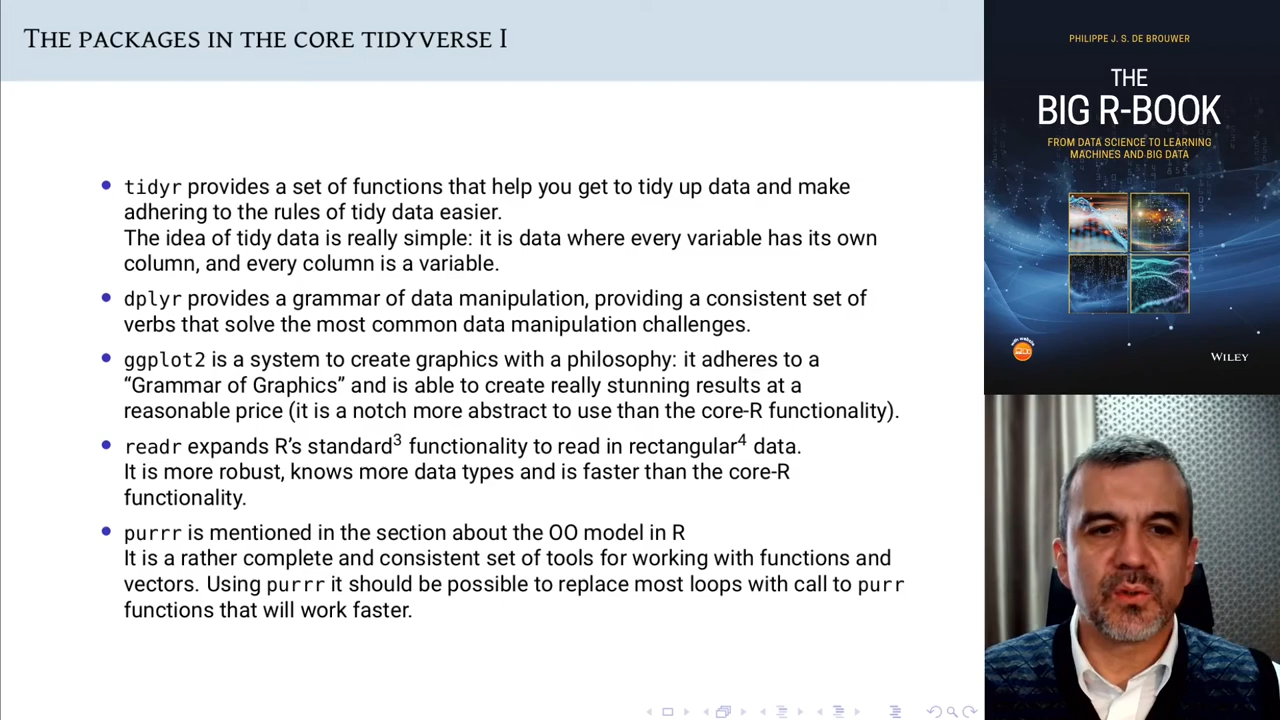 THE PACKAGES IN THE CORE TIDYVERSE I
• tidyr provides a set of functions that help you get to tidy up data and make
adhering to the rules of tidy data easier.
The idea of tidy data is really simple: it is data where every variable has its own
column, and every column is a variable.
• dplyr provides a grammar of data manipulation, providing a consistent set of
verbs that solve the most common data manipulation challenges.
• ggplot2 is a system to create graphics with a philosophy: it adheres to a
“Grammar of Graphics” and is able to create really stunning results at a
reasonable price (it is a notch more abstract to use than the core-R functionality).
• readr expands R’s standard³ functionality to read in rectangular⁴ data.
It is more robust, knows more data types and is faster than the core-R
functionality.
• purrr is mentioned in the section about the OO model in R
It is a rather complete and consistent set of tools for working with functions and
vectors. Using purrr it should be possible to replace most loops with call to purr
functions that will work faster.
PHILIPPE J. S. DE BROUWER
THE
BIG R-BOOK
FROM DATA SCIENCE TO LEARNING
MACHINES AND BIG DATA
WILEY